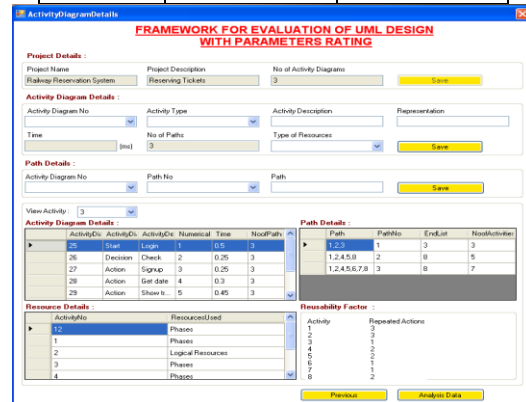 ActivityDiagramDetails
FRAMEWORK FOR EVALUATION OF UML DESIGN
WITH PARAMETERS RATING
Project Details :
Project Name Project Description No of Activity Diagrams
Railway Reservation System Reserving Tickets 3 Save
Activity Diagram Details :
Activity Diagram No Activity Type Activity Description Representation
Time No of Paths Type of Resources
(ms) 3 Save
Path Details :
Activity Diagram No Path No Path
Save
View Activity : 3
Activity Diagram Details : Path Details :
ActivityDi ActivityDi ActivityDe Numerical Time NoofPath Path PathNo EndList NoolActivities
25 Start Login 1 0.5 3 1,2,3 1 3 3
26 Decision Check 2 0.25 3 1,2,4,5,8 2 8 5
27 Action Signup 3 0.25 3 1,2,4,5,6,7,8 3 8 7
28 Action Get date 4 0.3 3
29 Action Show tr... 5 0.45 3
Resource Details : Reusability Factor :
ActivityNo ResourcesUsed Activity Repeated Actions
12 Phases 1 3
1 Phases 2 3
2 Logical Resources 3 1
3 Phases 4 2
4 Phases 5 2
6 1
7 1
8 2
Previous Analysis Data